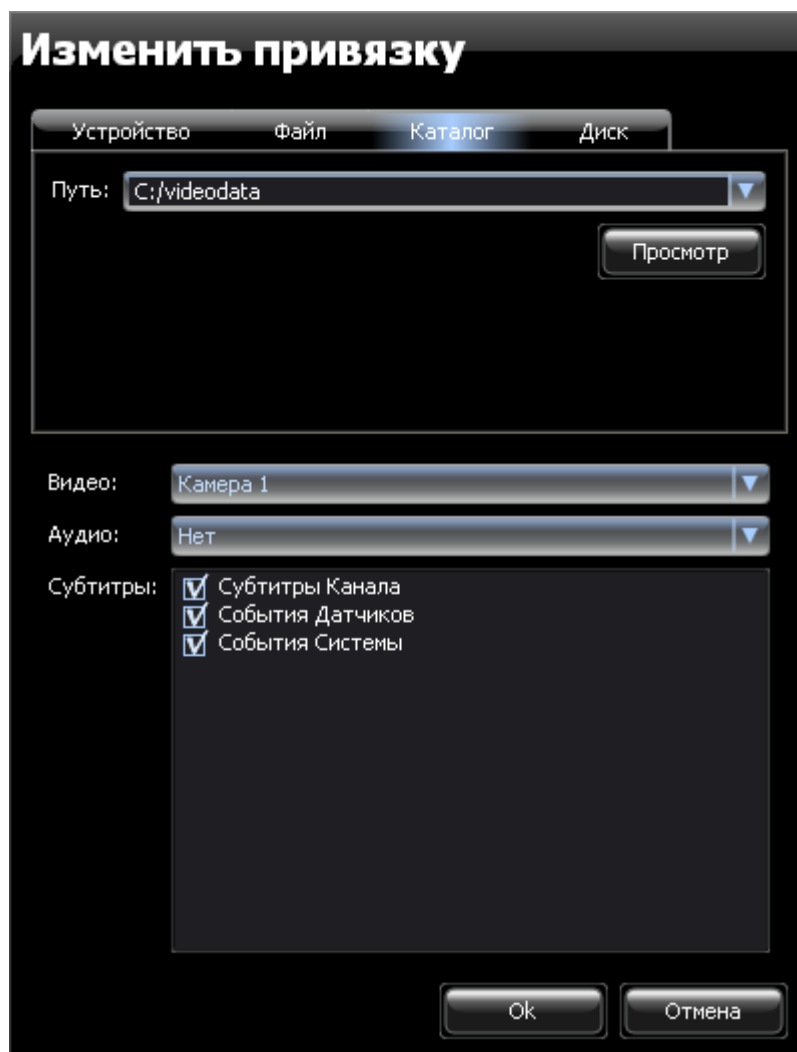 Изменить привязку
Устройство Файл Каталог Диск
Путь: C:/videodata
Просмотр
Видео: Камера 1
Аудио: Нет
Субтитры: Субтитры Канала
События Датчиков
События Системы
Ok Отмена